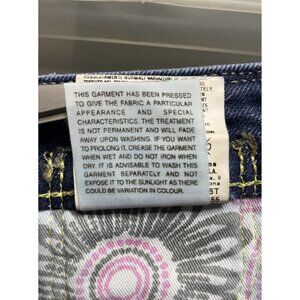 THIS GARMENT HAS BEEN PRESSED
TO GIVE THE FABRIC A PARTICULAR
APPEARANCE AND SPECIAL
CHARACTERISTICS. THE TREATMENT
IS NOT PERMANENT AND WILL FADE
AWAY UPON WASHING. IF YOU WANT
TO PROLONG IT, CREASE THE GARMENT
WHEN WET AND DO NOT IRON WHEN
DRY. IT IS ADVISABLE TO WASH THIS
GARMENT SEPARATELY AND NOT
EXPOSE IT TO THE SUNLIGHT AS THERE
COULD BE VARIATION IN COLOUR.